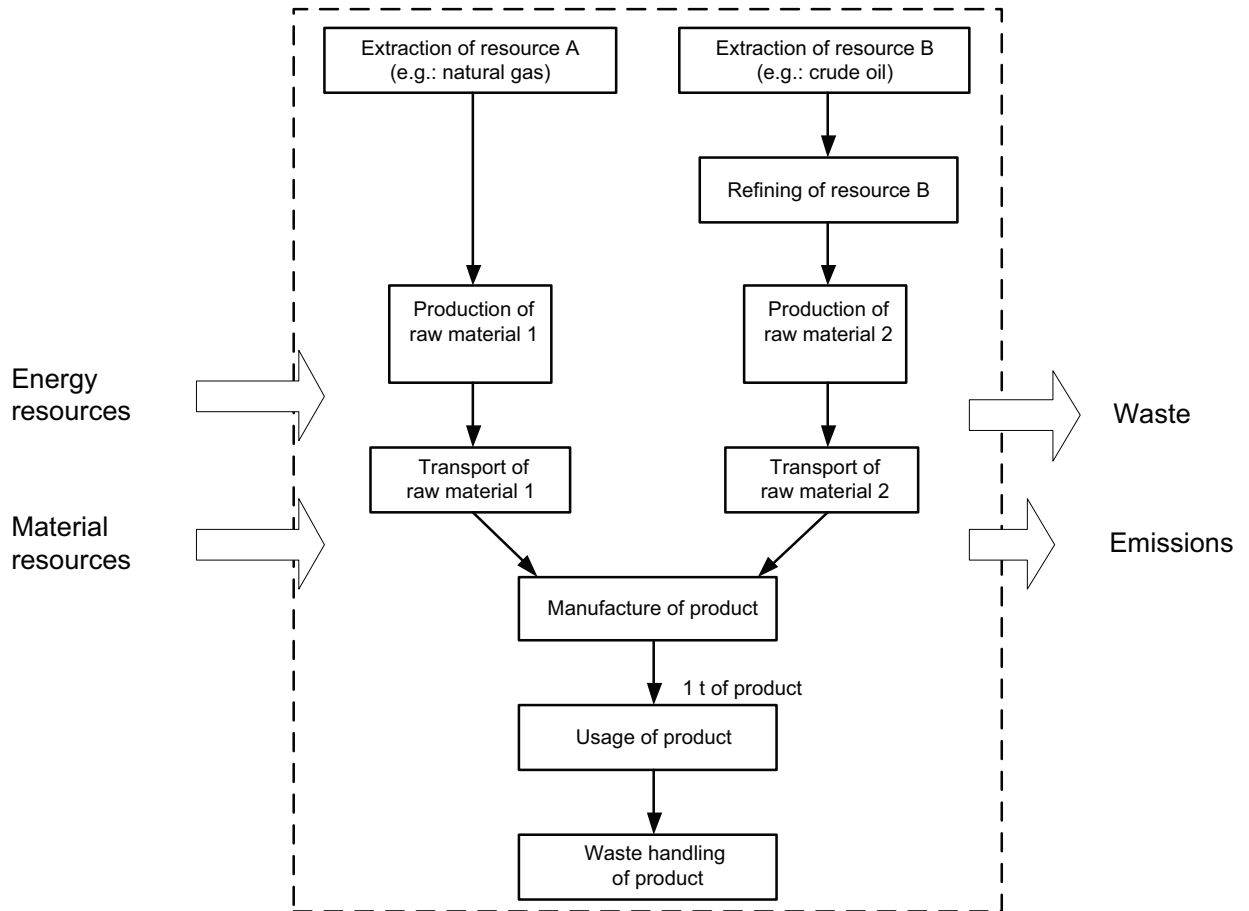 Extraction of resource A
(e.g.: natural gas)
Extraction of resource B
(e.g.: crude oil)
Refining of resource B
Production of
raw material 1
Production of
raw material 2
Energy
resources
Waste
Transport of
raw material 1
Transport of
raw material 2
Material
resources
Emissions
Manufacture of product
1 t of product
Usage of product
Waste handling
of product